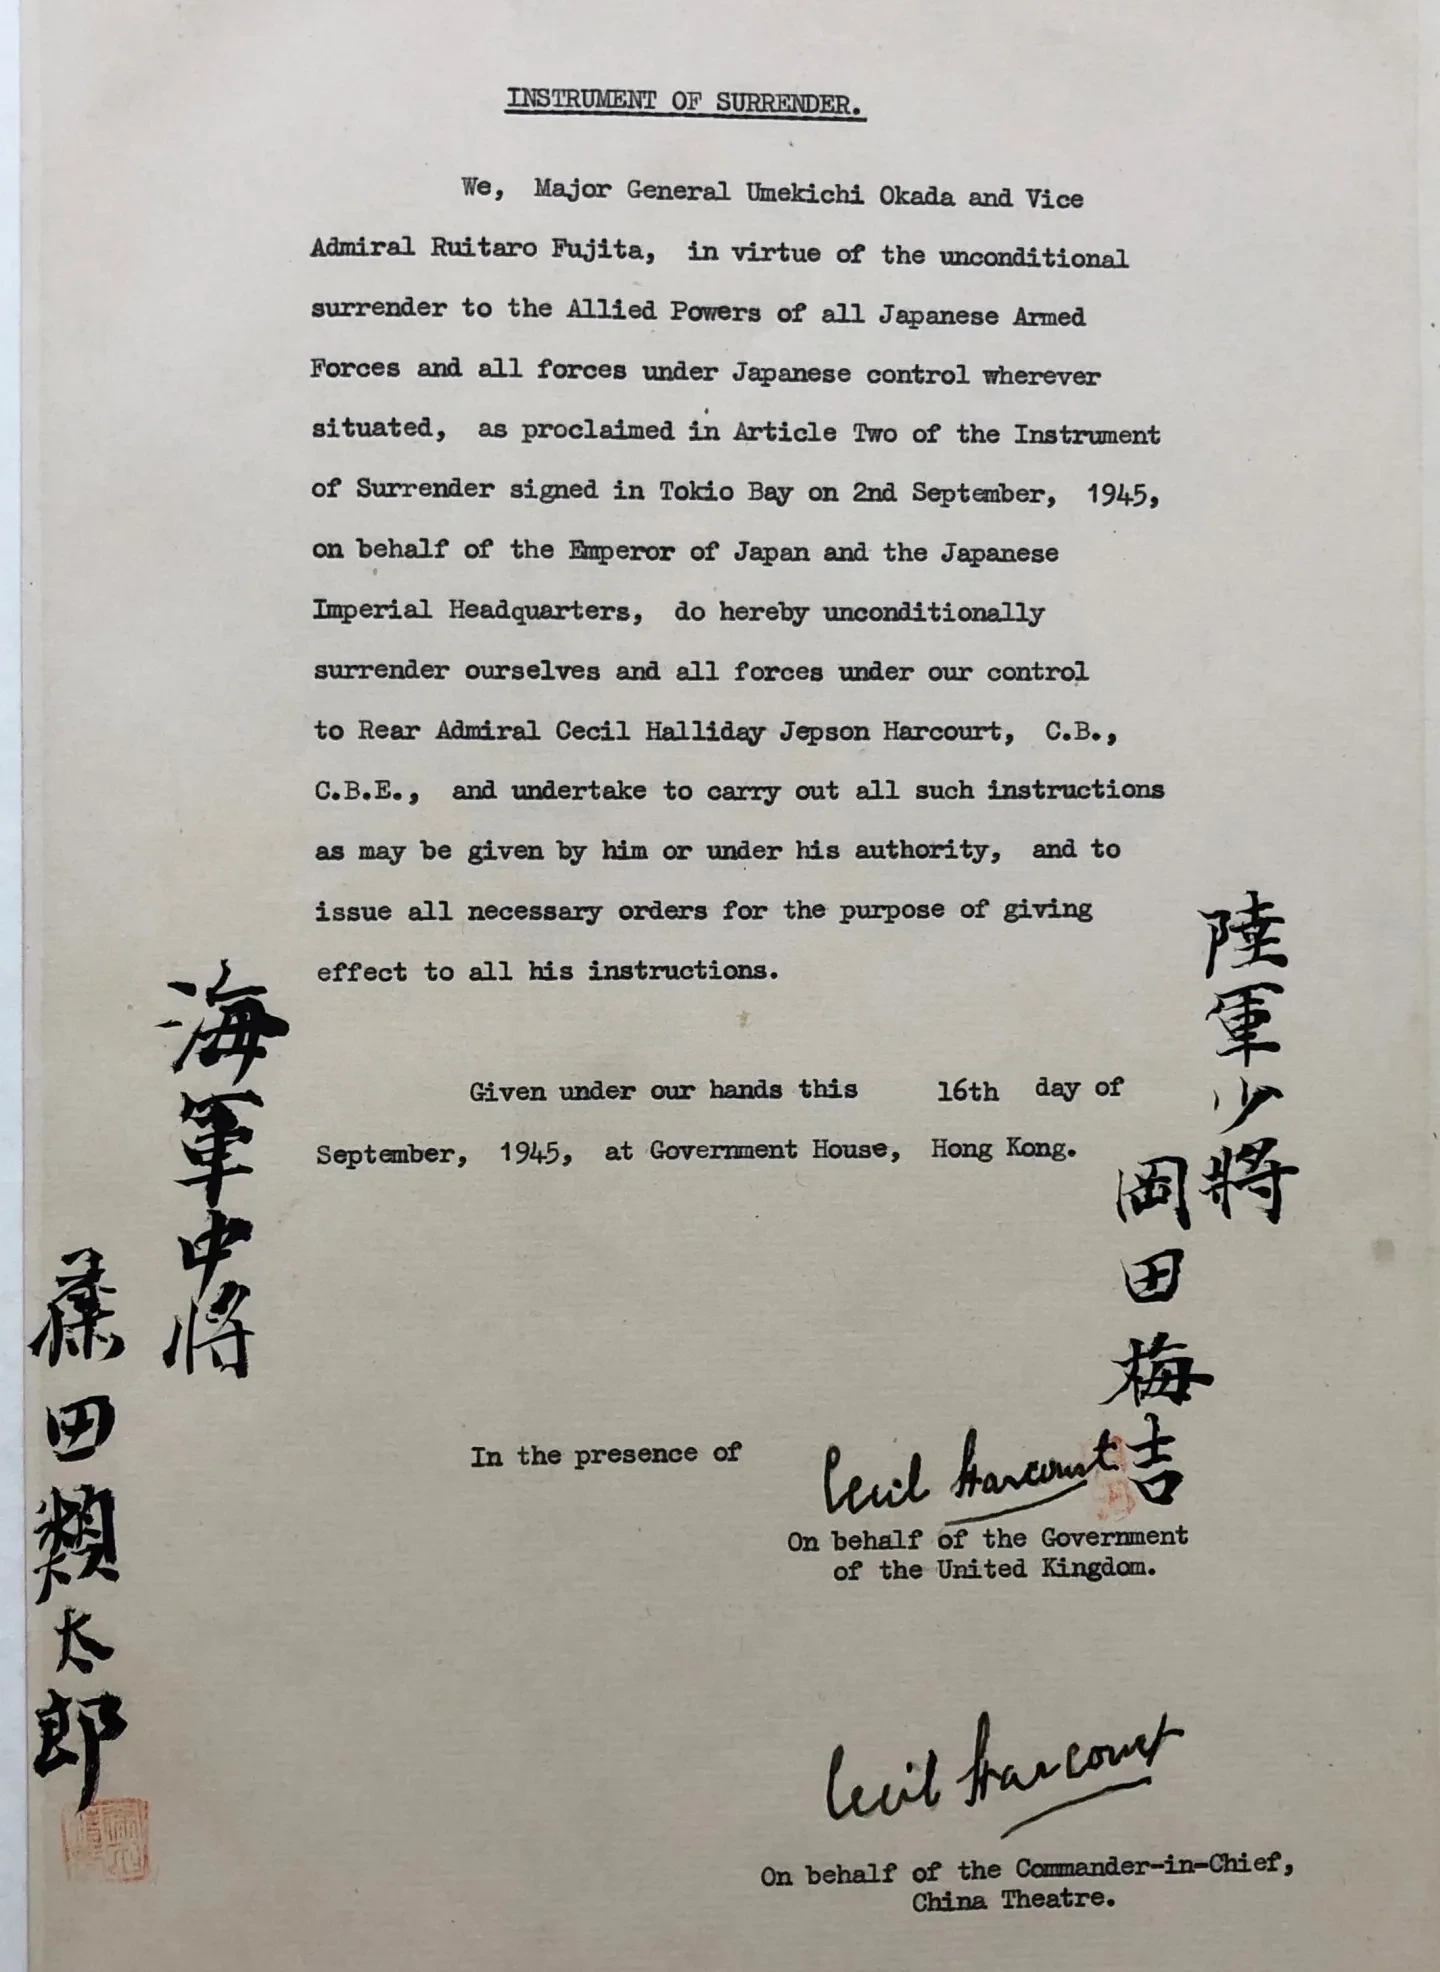 INSTRUMENT OF SURRENDER.
We, Major General Umekichi Okada and Vice
Admiral Ruitaro Fujita, in virtue of the unconditional
surrender to the Allied Powers of all Japanese Armed
Forces and all forces under Japanese control wherever
situated, as proclaimed in Article Two of the Instrument
of Surrender signed in Tokio Bay on 2nd September, 1945,
on behalf of the Emperor of Japan and the Japanese
Imperial Headquarters, do hereby unconditionally
surrender ourselves and all forces under our control
to Rear Admiral Cecil Halliday Jepson Harcourt, C.B.,
C.B.E., and undertake to carry out all such instructions
as may be given by him or under his authority, and to
issue all necessary orders for the purpose of giving
effect to all his instructions.
Given under our hands this 16th day of
September, 1945, at Government House, Hong Kong.
陸軍少將
岡田梅吉
海軍中将
藤田類太郎
In the presence of
Cecil Harcourt
On behalf of the Government
of the United Kingdom.
Cecil Harcourt
On behalf of the Commander-in-Chief,
China Theatre.